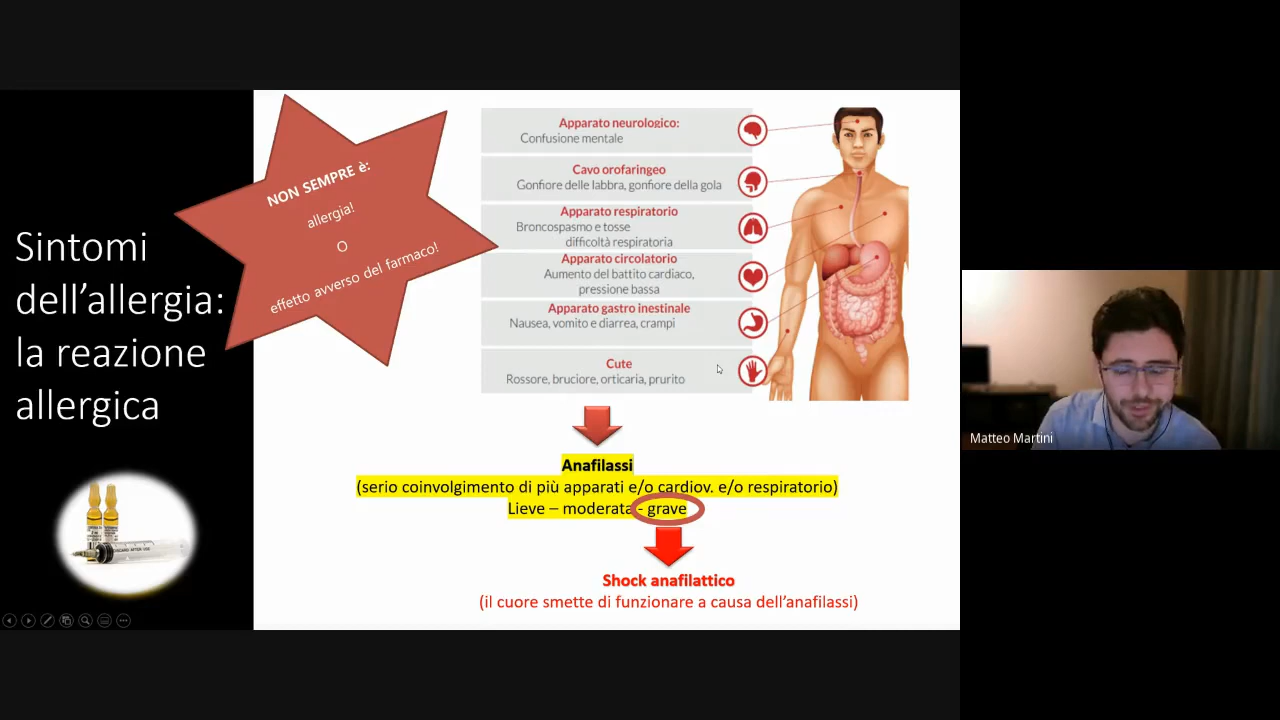 Sintomi
dell'allergia:
la reazione
allergica
NON SEMPRE è:
allergia!
O
effetto avverso del farmaco!
Apparato neurologico:
Confusione mentale
Cavo orofaringeo
Gonfiore delle labbra, gonfiore della gola
Apparato respiratorio
Broncospasmo e tosse
difficoltà respiratoria
Apparato circolatorio
Aumento del battito cardiaco,
pressione bassa
Apparato gastro inestinale
Nausea, vomito e diarrea, crampi
Cute
Rossore, bruciore, orticaria, prurito
Anafilassi
(serio coinvolgimento di più apparati e/o cardiov. e/o respiratorio)
Lieve – moderata - grave
Shock anafilattico
(il cuore smette di funzionare a causa dell'anafilassi)
Matteo Martini